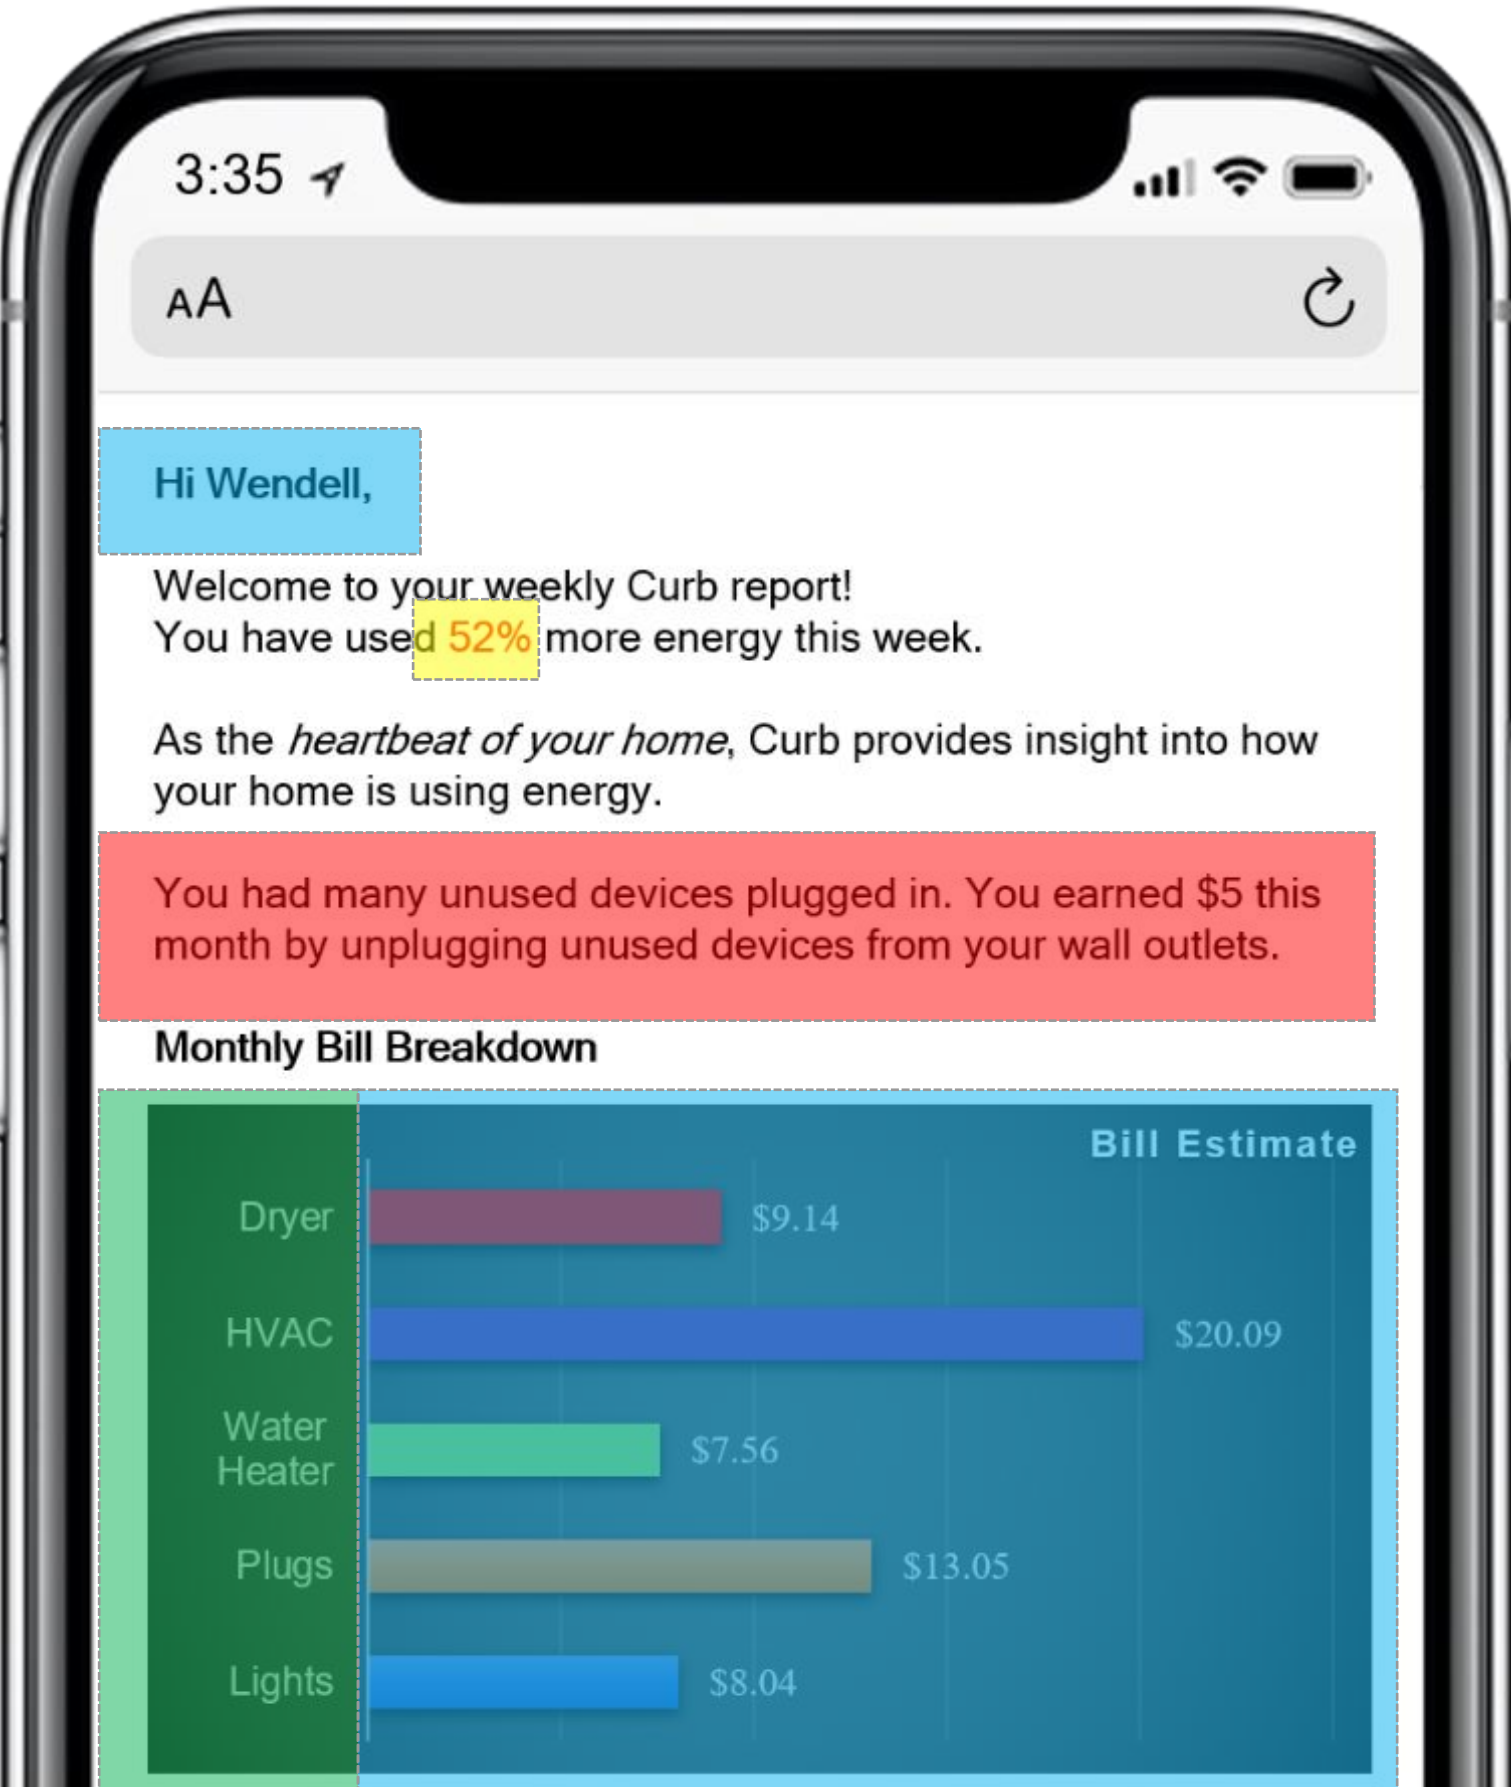 3:35
AA
Hi Wendell,
Welcome to your weekly Curb report!
You have used 52% more energy this week.
As the heartbeat of your home, Curb provides insight into how
your home is using energy.
You had many unused devices plugged in. You earned $5 this
month by unplugging unused devices from your wall outlets.
Monthly Bill Breakdown
Bill Estimate
Dryer $9.14
HVAC $20.09
Water
Heater $7.56
Plugs $13.05
Lights $8.04